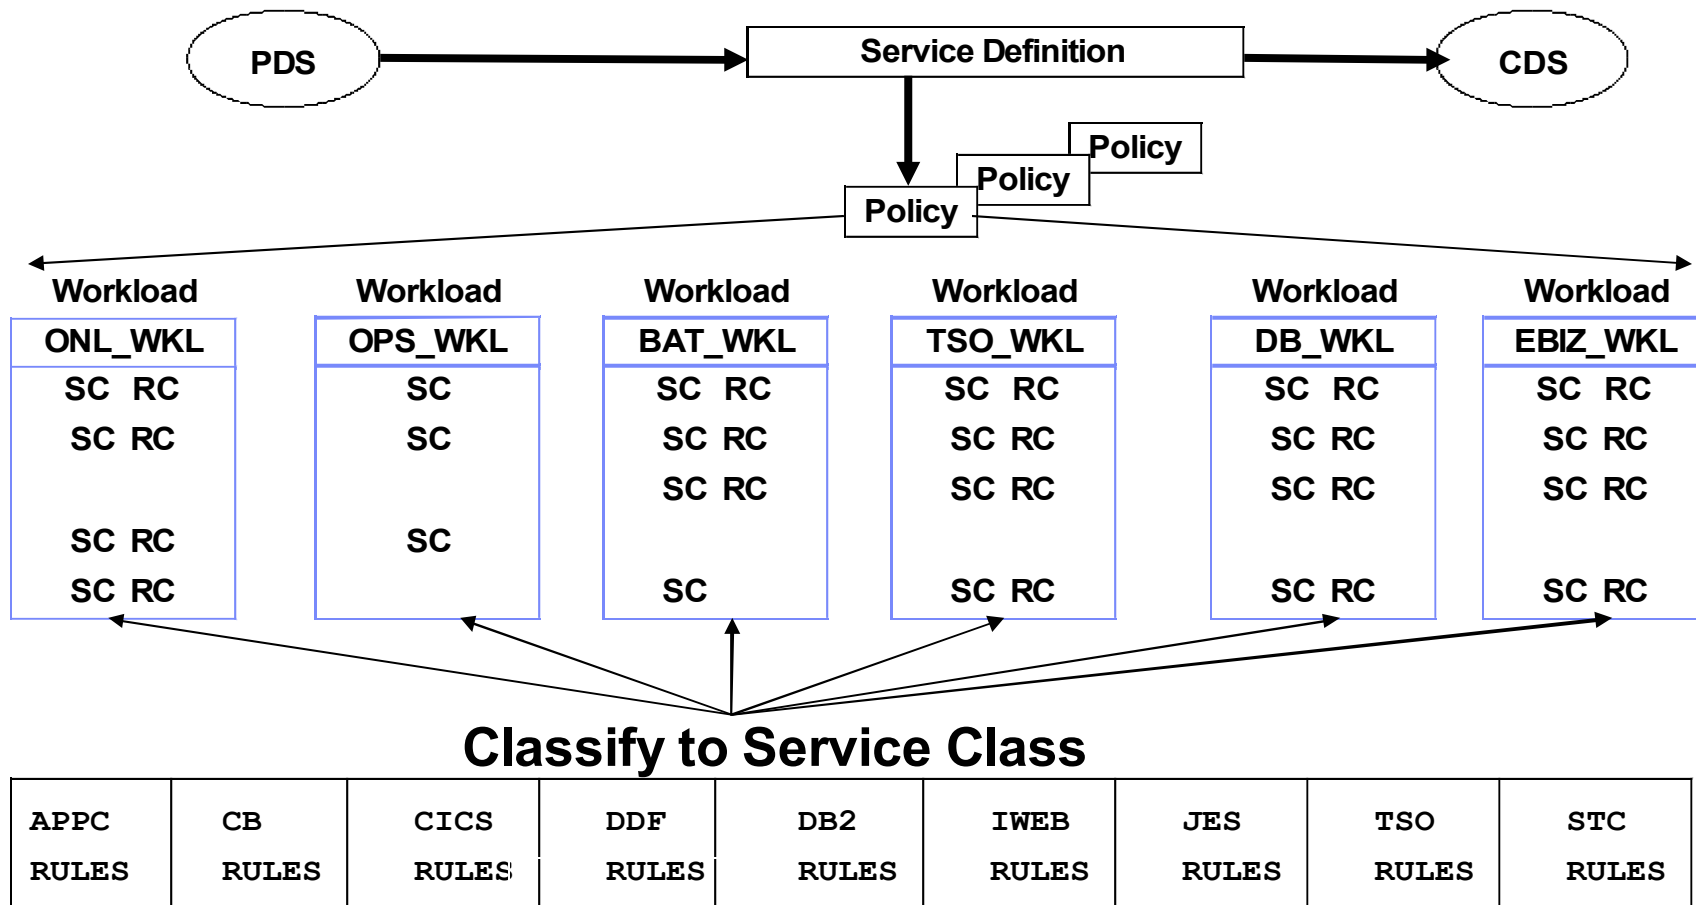 PDS Service Definition CDS
Policy
Policy
Policy
Workload Workload Workload Workload Workload Workload
ONL_WKL OPS_WKL BAT_WKL TSO_WKL DB_WKL EBIZ_WKL
SC RC SC SC RC SC RC SC RC SC RC
SC RC SC SC RC SC RC SC RC SC RC
SC RC SC RC SC RC SC RC
SC RC SC
SC RC SC SC RC SC RC SC RC
Classify to Service Class
APPC CB CICS DDF DB2 IWEB JES TSO STC
RULES RULES RULES RULES RULES RULES RULES RULES RULES